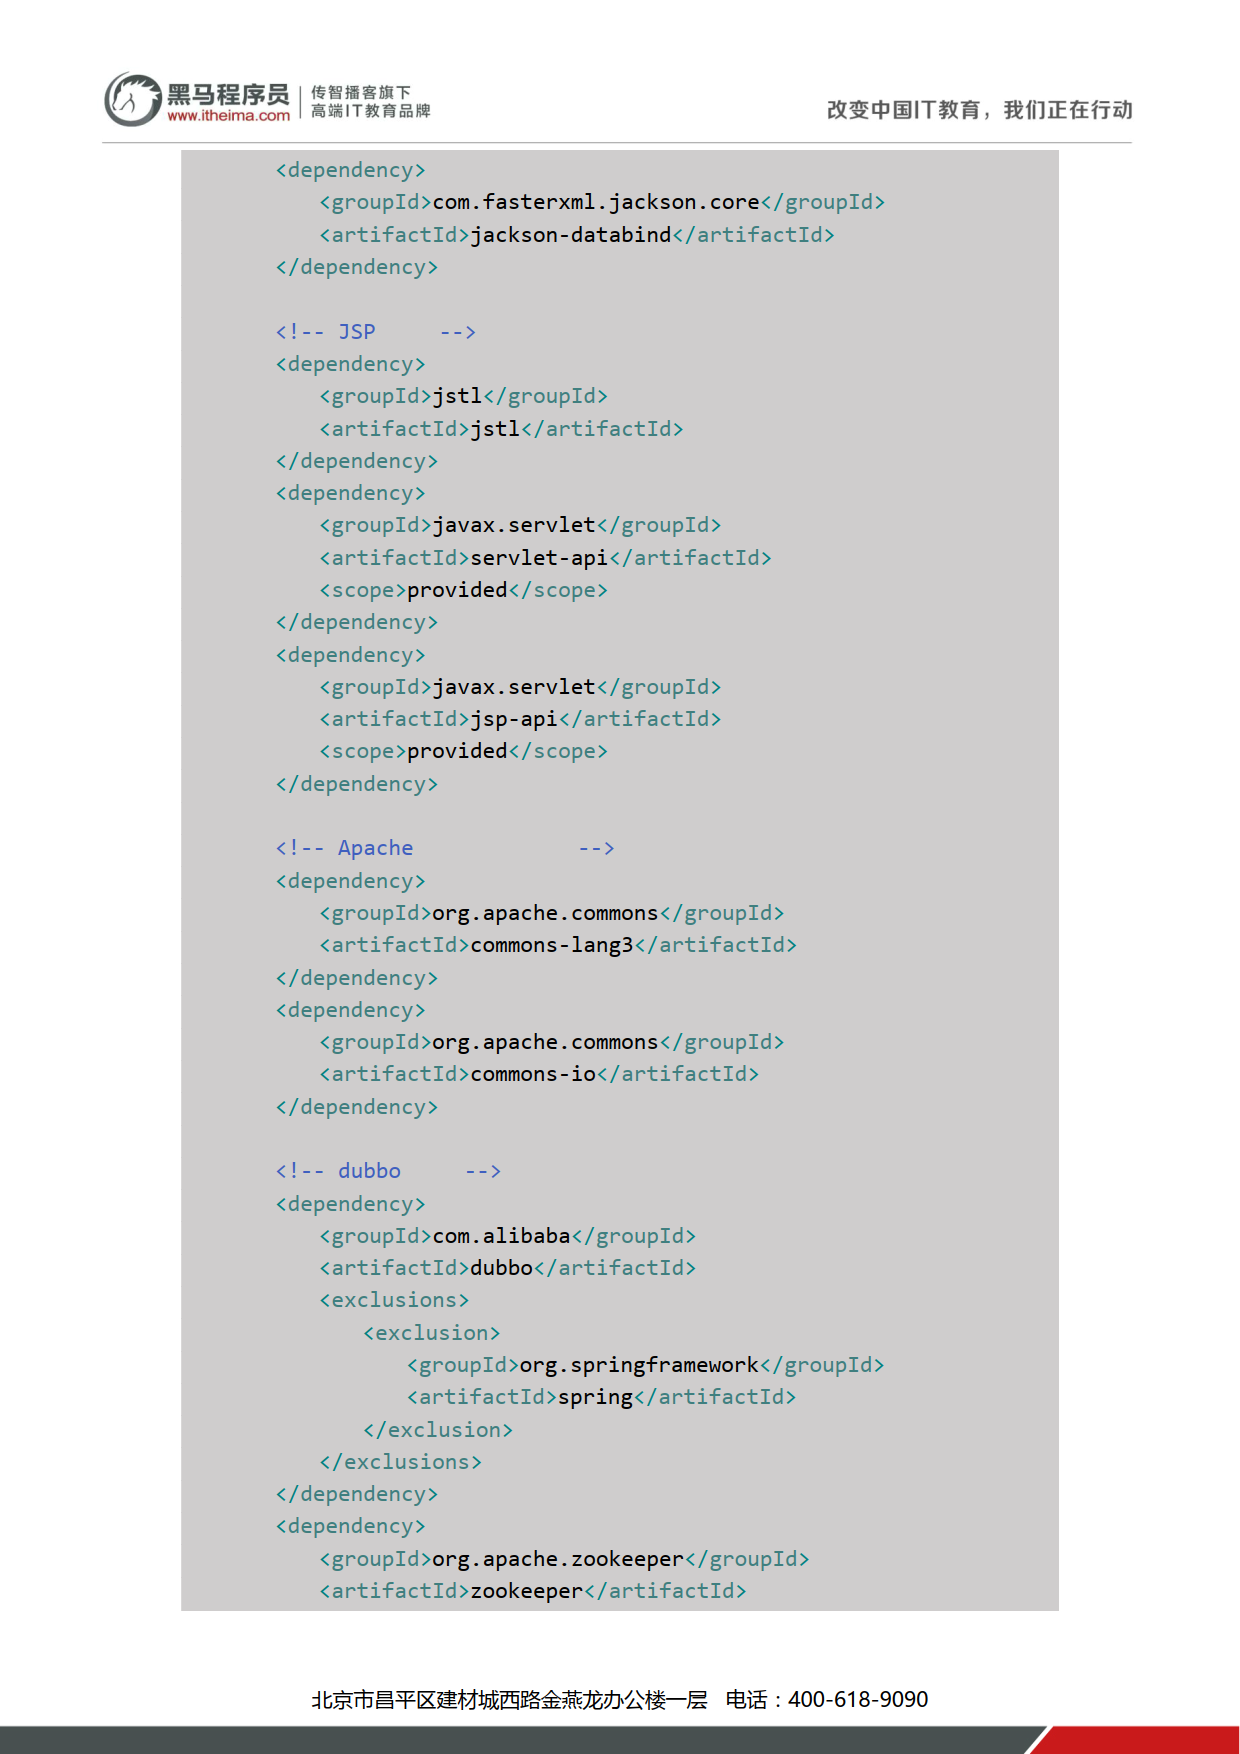 黑马程序员
www.itheima.com
传智播客旗下
高端IT教育品牌
改变中国IT教育，我们正在行动
<dependency>
<groupId>com.fasterxml.jackson.core</groupId>
<artifactId>jackson-databind</artifactId>
</dependency>
<!-- JSP -->
<dependency>
<groupId>jstl</groupId>
<artifactId>jstl</artifactId>
</dependency>
<dependency>
<groupId>javax.servlet</groupId>
<artifactId>servlet-api</artifactId>
<scope>provided</scope>
</dependency>
<dependency>
<groupId>javax.servlet</groupId>
<artifactId>jsp-api</artifactId>
<scope>provided</scope>
</dependency>
<!-- Apache -->
<dependency>
<groupId>org.apache.commons</groupId>
<artifactId>commons-lang3</artifactId>
</dependency>
<dependency>
<groupId>org.apache.commons</groupId>
<artifactId>commons-io</artifactId>
</dependency>
<!-- dubbo -->
<dependency>
<groupId>com.alibaba</groupId>
<artifactId>dubbo</artifactId>
<exclusions>
<exclusion>
<groupId>org.springframework</groupId>
<artifactId>spring</artifactId>
</exclusion>
</exclusions>
</dependency>
<dependency>
<groupId>org.apache.zookeeper</groupId>
<artifactId>zookeeper</artifactId>
北京市昌平区建材城西路金燕龙办公楼一层 电话：400-618-9090